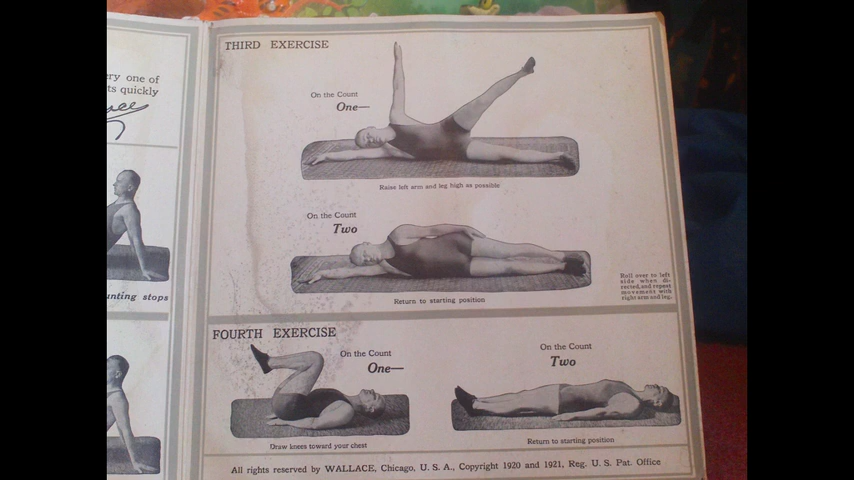 ery one of
ts quickly
unting stops
THIRD EXERCISE
On the Count
One—
Raise left arm and leg high as possible
On the Count
Two
Return to starting position
Roll over to left
side when di-
rected, and repeat
movement with
right arm and leg.
FOURTH EXERCISE
On the Count
One—
Draw knees toward your chest
On the Count
Two
Return to starting position
All rights reserved by WALLACE, Chicago, U. S. A., Copyright 1920 and 1921, Reg. U. S. Pat. Office